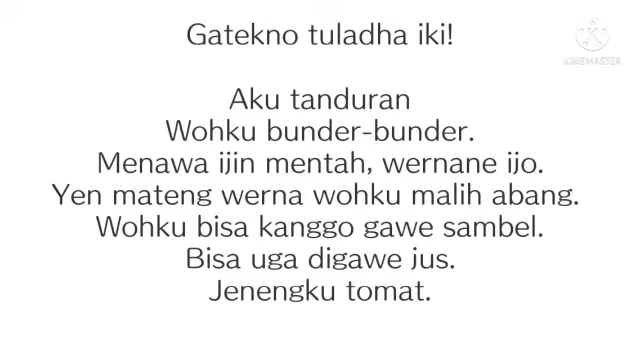 Gatekno tuladha iki!
KINEMASTER
Aku tanduran
Wohku bunder-bunder.
Menawa ijin mentah, wernane ijo.
Yen mateng werna wohku malih abang.
Wohku bisa kanggo gawe sambel.
Bisa uga digawe jus.
Jenengku tomat.